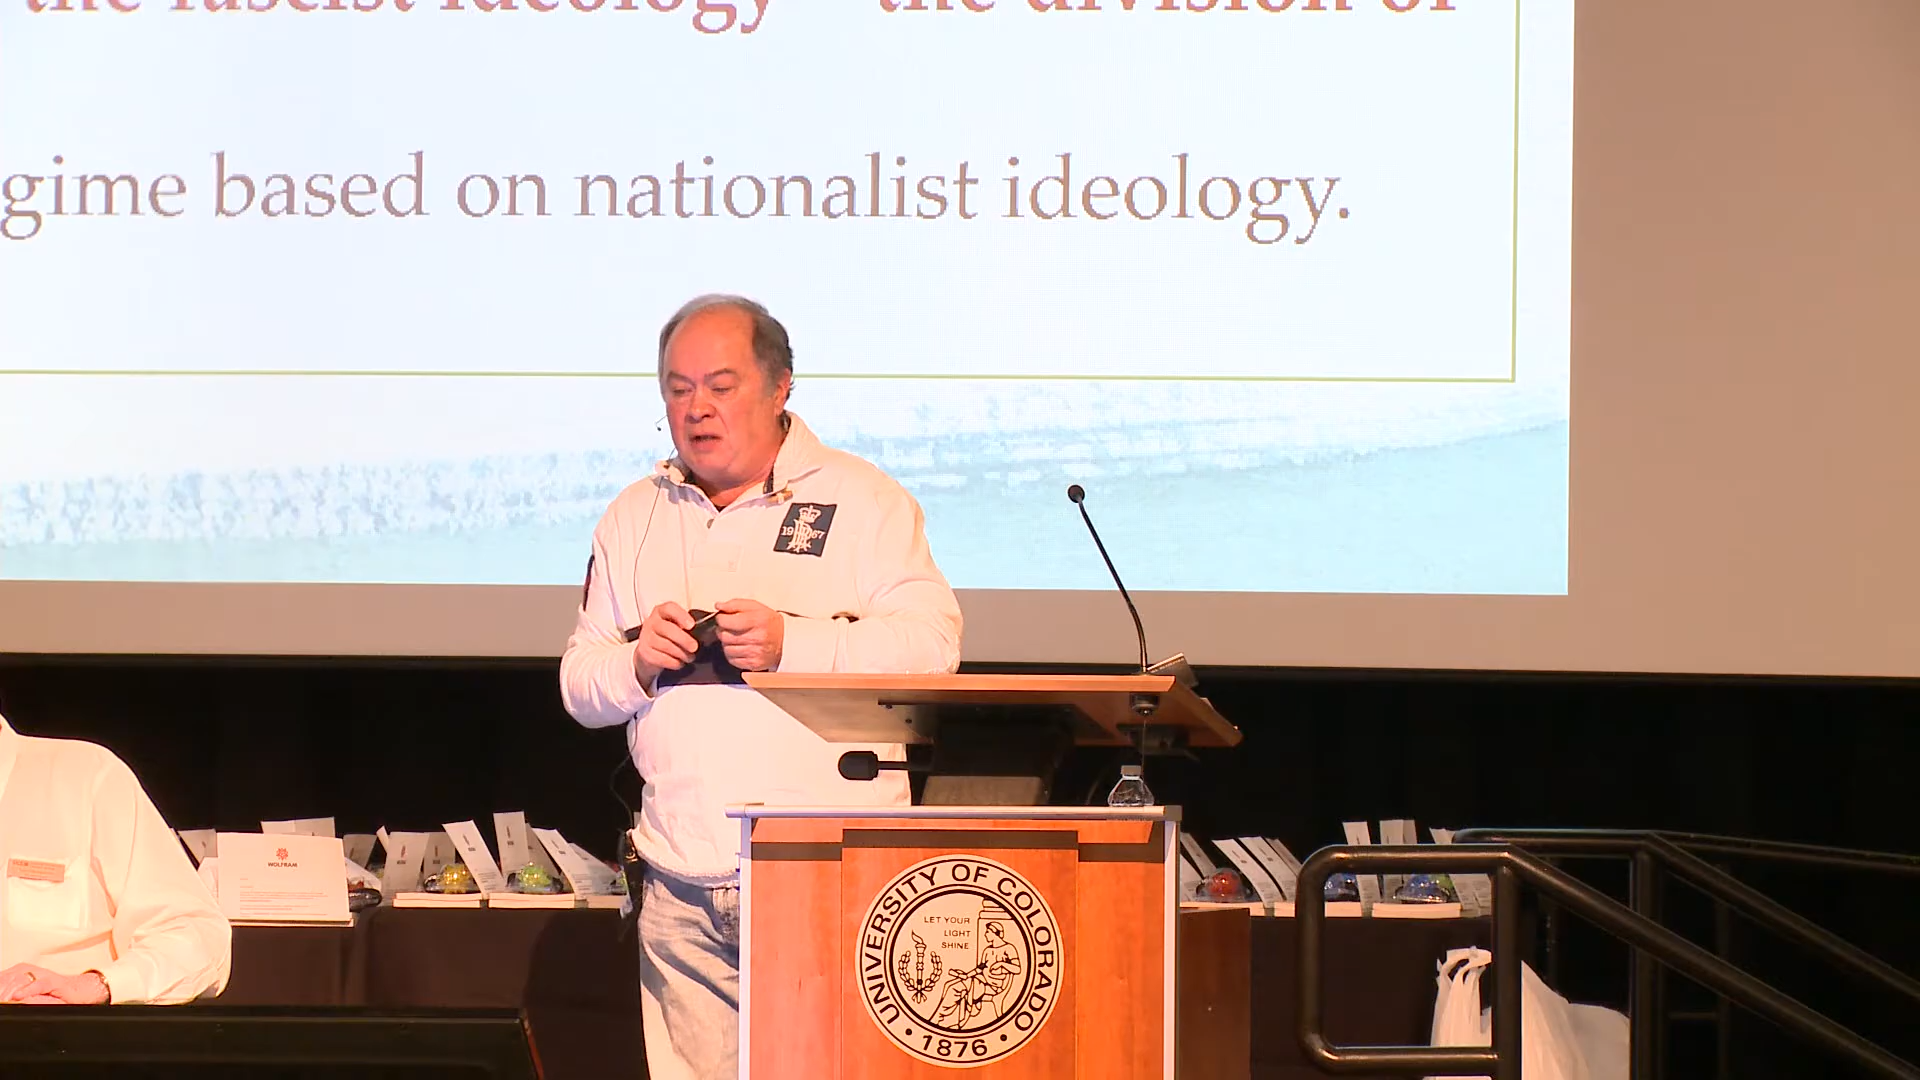 the fascist ideology – the division of
gime based on nationalist ideology.
1967
WOLFRAM
UNIVERSITY OF COLORADO
LET YOUR
LIGHT
SHINE
1876